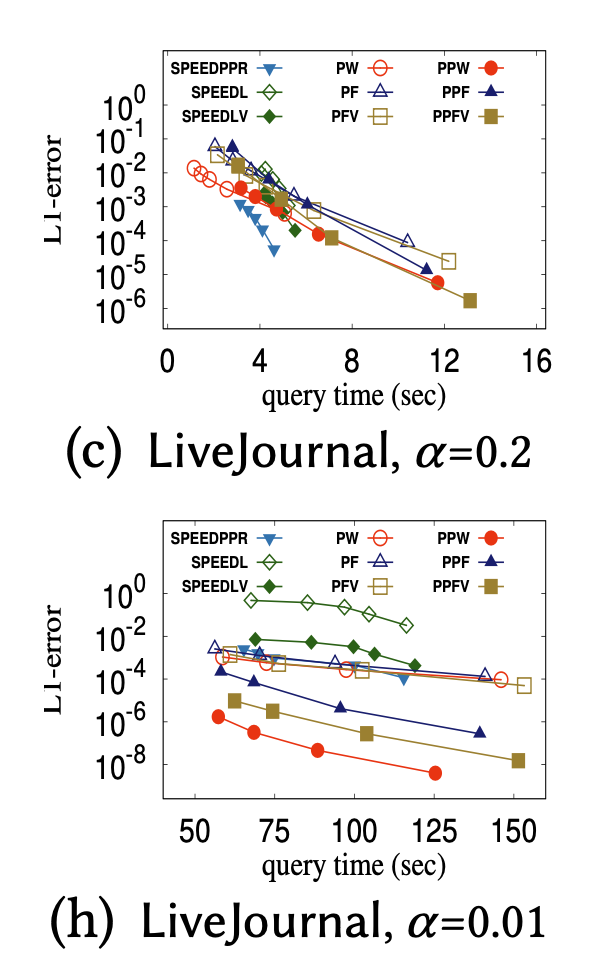 SPEEDPPR PW PPW
SPEEDL PF PPF
SPEEDLV PFV PPFV
10^0
10^-1
10^-2
10^-3
10^-4
10^-5
10^-6
L1-error
0 4 8 12 16
query time (sec)
(c) LiveJournal, α=0.2
SPEEDPPR PW PPW
SPEEDL PF PPF
SPEEDLV PFV PPFV
10^0
10^-2
10^-4
10^-6
10^-8
L1-error
50 75 100 125 150
query time (sec)
(h) LiveJournal, α=0.01